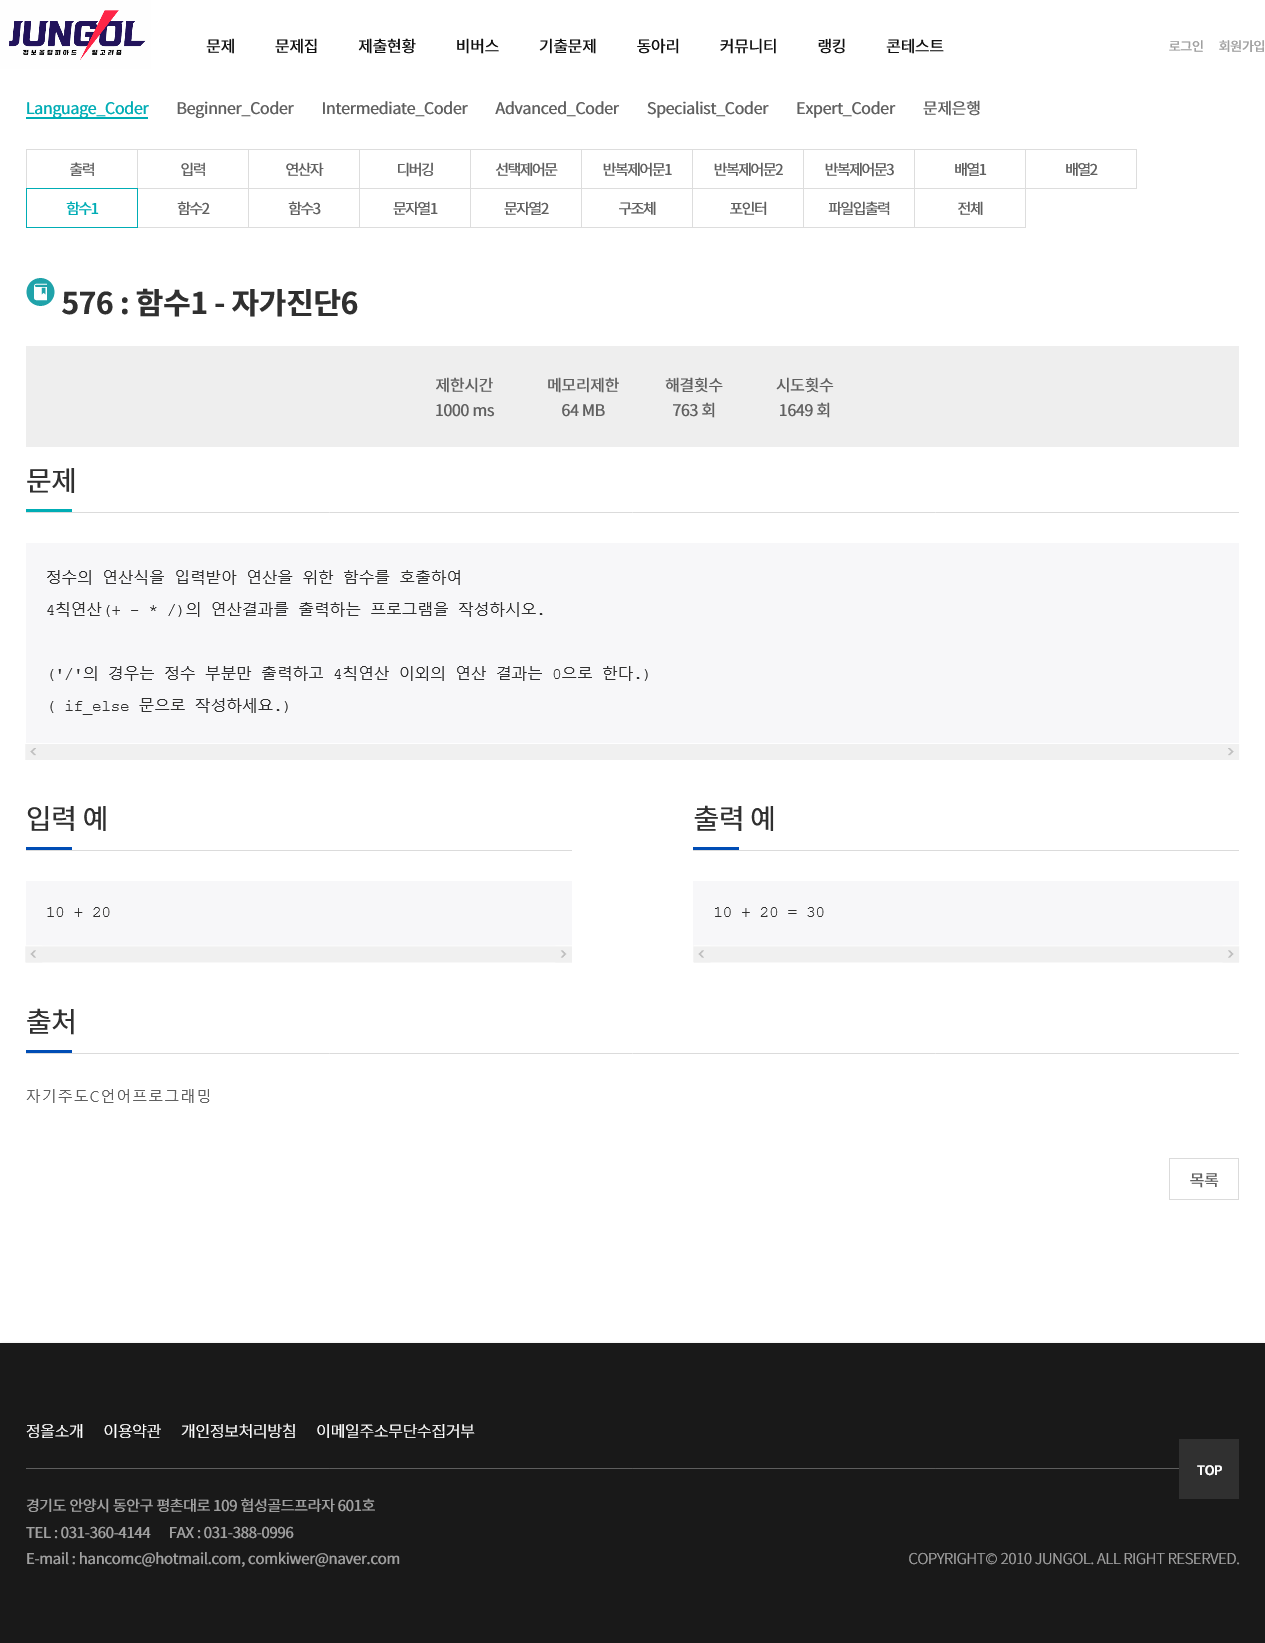 JUNGOL
정보올림피아드 알고리즘
문제 문제집 제출현황 비버스 기출문제 동아리 커뮤니티 랭킹 콘테스트 로그인 회원가입
Language_Coder Beginner_Coder Intermediate_Coder Advanced_Coder Specialist_Coder Expert_Coder 문제은행
출력 입력 연산자 디버깅 선택제어문 반복제어문1 반복제어문2 반복제어문3 배열1 배열2
함수1 함수2 함수3 문자열1 문자열2 구조체 포인터 파일입출력 전체
576 : 함수1 - 자가진단6
제한시간 메모리제한 해결횟수 시도횟수
1000 ms 64 MB 763 회 1649 회
문제
정수의 연산식을 입력받아 연산을 위한 함수를 호출하여
4칙연산(+ - * /)의 연산결과를 출력하는 프로그램을 작성하시오.
('/'의 경우는 정수 부분만 출력하고 4칙연산 이외의 연산 결과는 0으로 한다.)
( if_else 문으로 작성하세요.)
입력 예
10 + 20
출력 예
10 + 20 = 30
출처
자기주도C언어프로그래밍
목록
정올소개 이용약관 개인정보처리방침 이메일주소무단수집거부
TOP
경기도 안양시 동안구 평촌대로 109 협성골드프라자 601호
TEL : 031-360-4144 FAX : 031-388-0996
E-mail : hancomc@hotmail.com, comkiwer@naver.com
COPYRIGHT© 2010 JUNGOL. ALL RIGHT RESERVED.